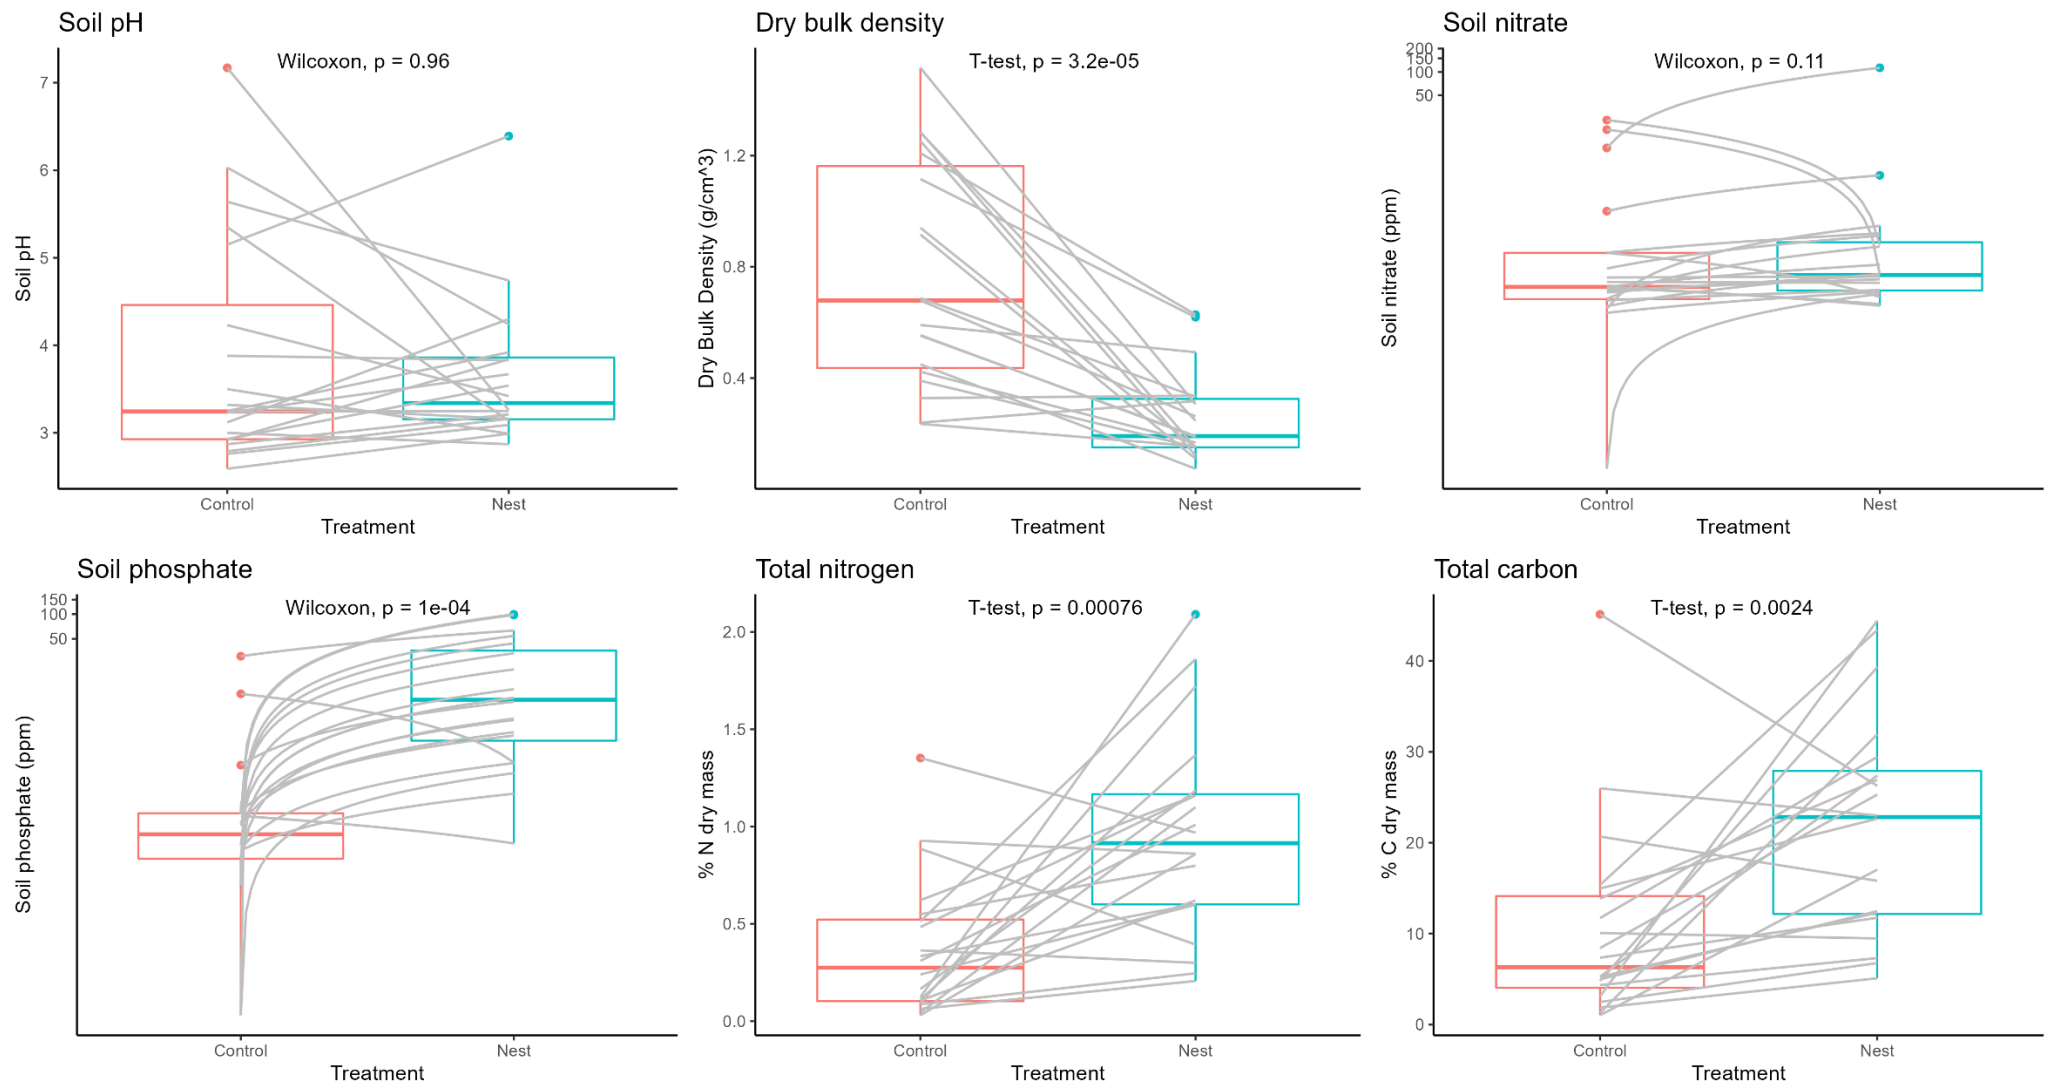 Soil pH
Wilcoxon, p = 0.96
7
6
5
4
3
Soil pH
Control
Nest
Treatment
Dry bulk density
T-test, p = 3.2e-05
1.2
0.8
0.4
Dry Bulk Density (g/cm^3)
Control
Nest
Treatment
Soil nitrate
Wilcoxon, p = 0.11
200
150
100
50
Soil nitrate (ppm)
Control
Nest
Treatment
Soil phosphate
Wilcoxon, p = 1e-04
150
100
50
Soil phosphate (ppm)
Control
Nest
Treatment
Total nitrogen
T-test, p = 0.00076
2.0
1.5
1.0
0.5
0.0
% N dry mass
Control
Nest
Treatment
Total carbon
T-test, p = 0.0024
40
30
20
10
0
% C dry mass
Control
Nest
Treatment